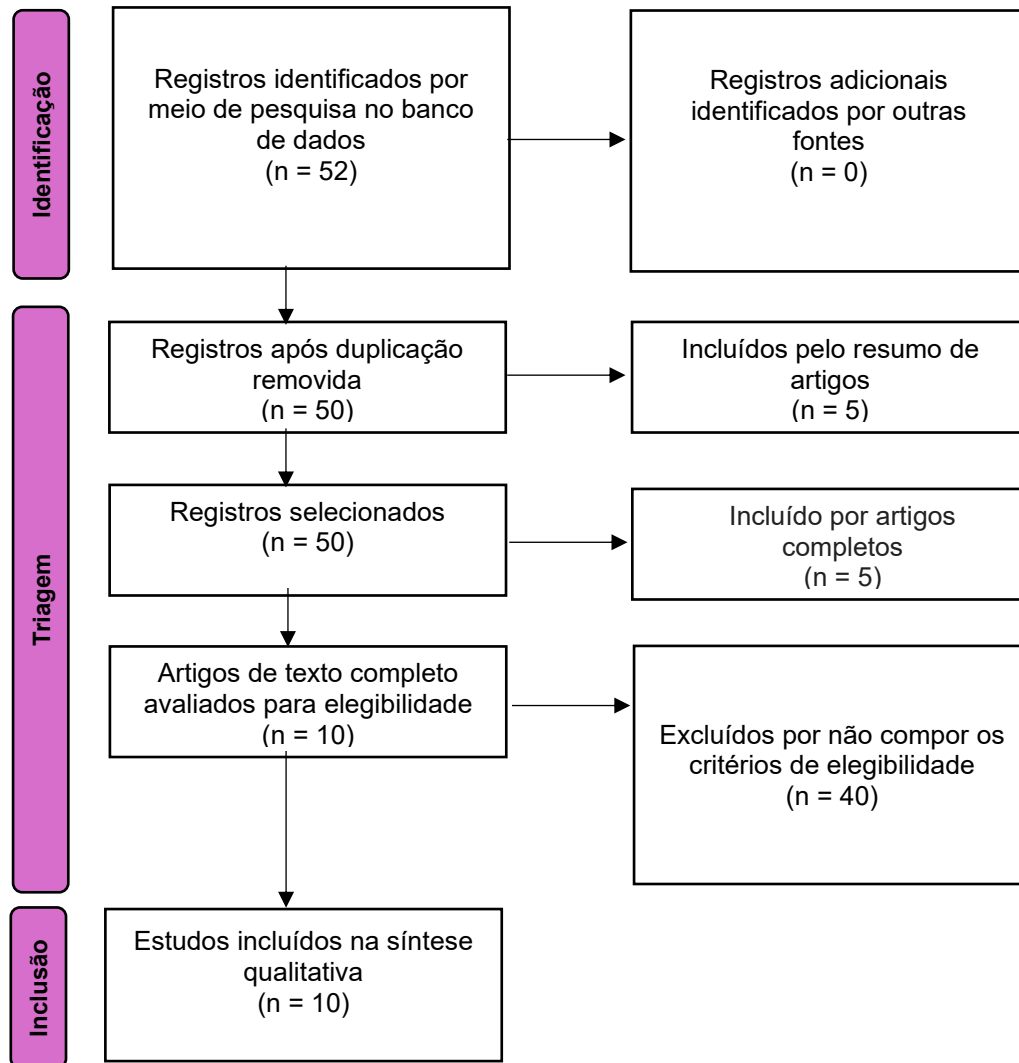 Identificação
Registros identificados por
meio de pesquisa no banco
de dados
(n = 52)
Registros adicionais
identificados por outras
fontes
(n = 0)
Triagem
Registros após duplicação
removida
(n = 50)
Incluídos pelo resumo de
artigos
(n = 5)
Registros selecionados
(n = 50)
Incluído por artigos
completos
(n = 5)
Artigos de texto completo
avaliados para elegibilidade
(n = 10)
Excluídos por não compor os
critérios de elegibilidade
(n = 40)
Inclusão
Estudos incluídos na síntese
qualitativa
(n = 10)